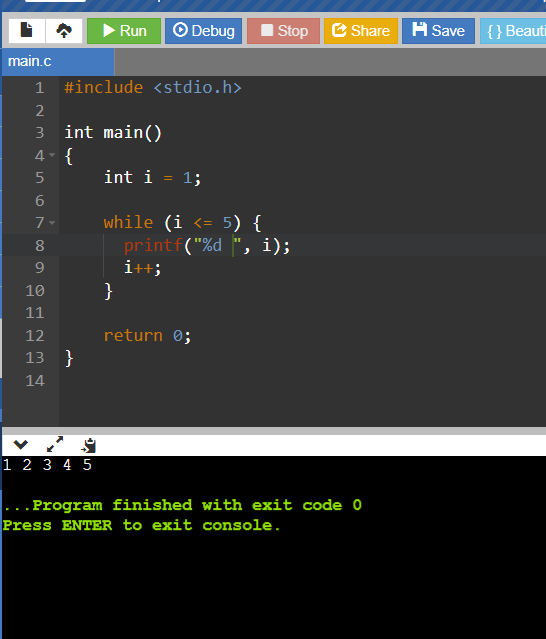 Run Debug Stop Share Save { } Beauti
main.c
1 #include <stdio.h>
2
3 int main()
4 {
5     int i = 1;
6
7     while (i <= 5) {
8       printf("%d ", i);
9       i++;
10     }
11
12     return 0;
13 }
14
1 2 3 4 5
...Program finished with exit code 0
Press ENTER to exit console.